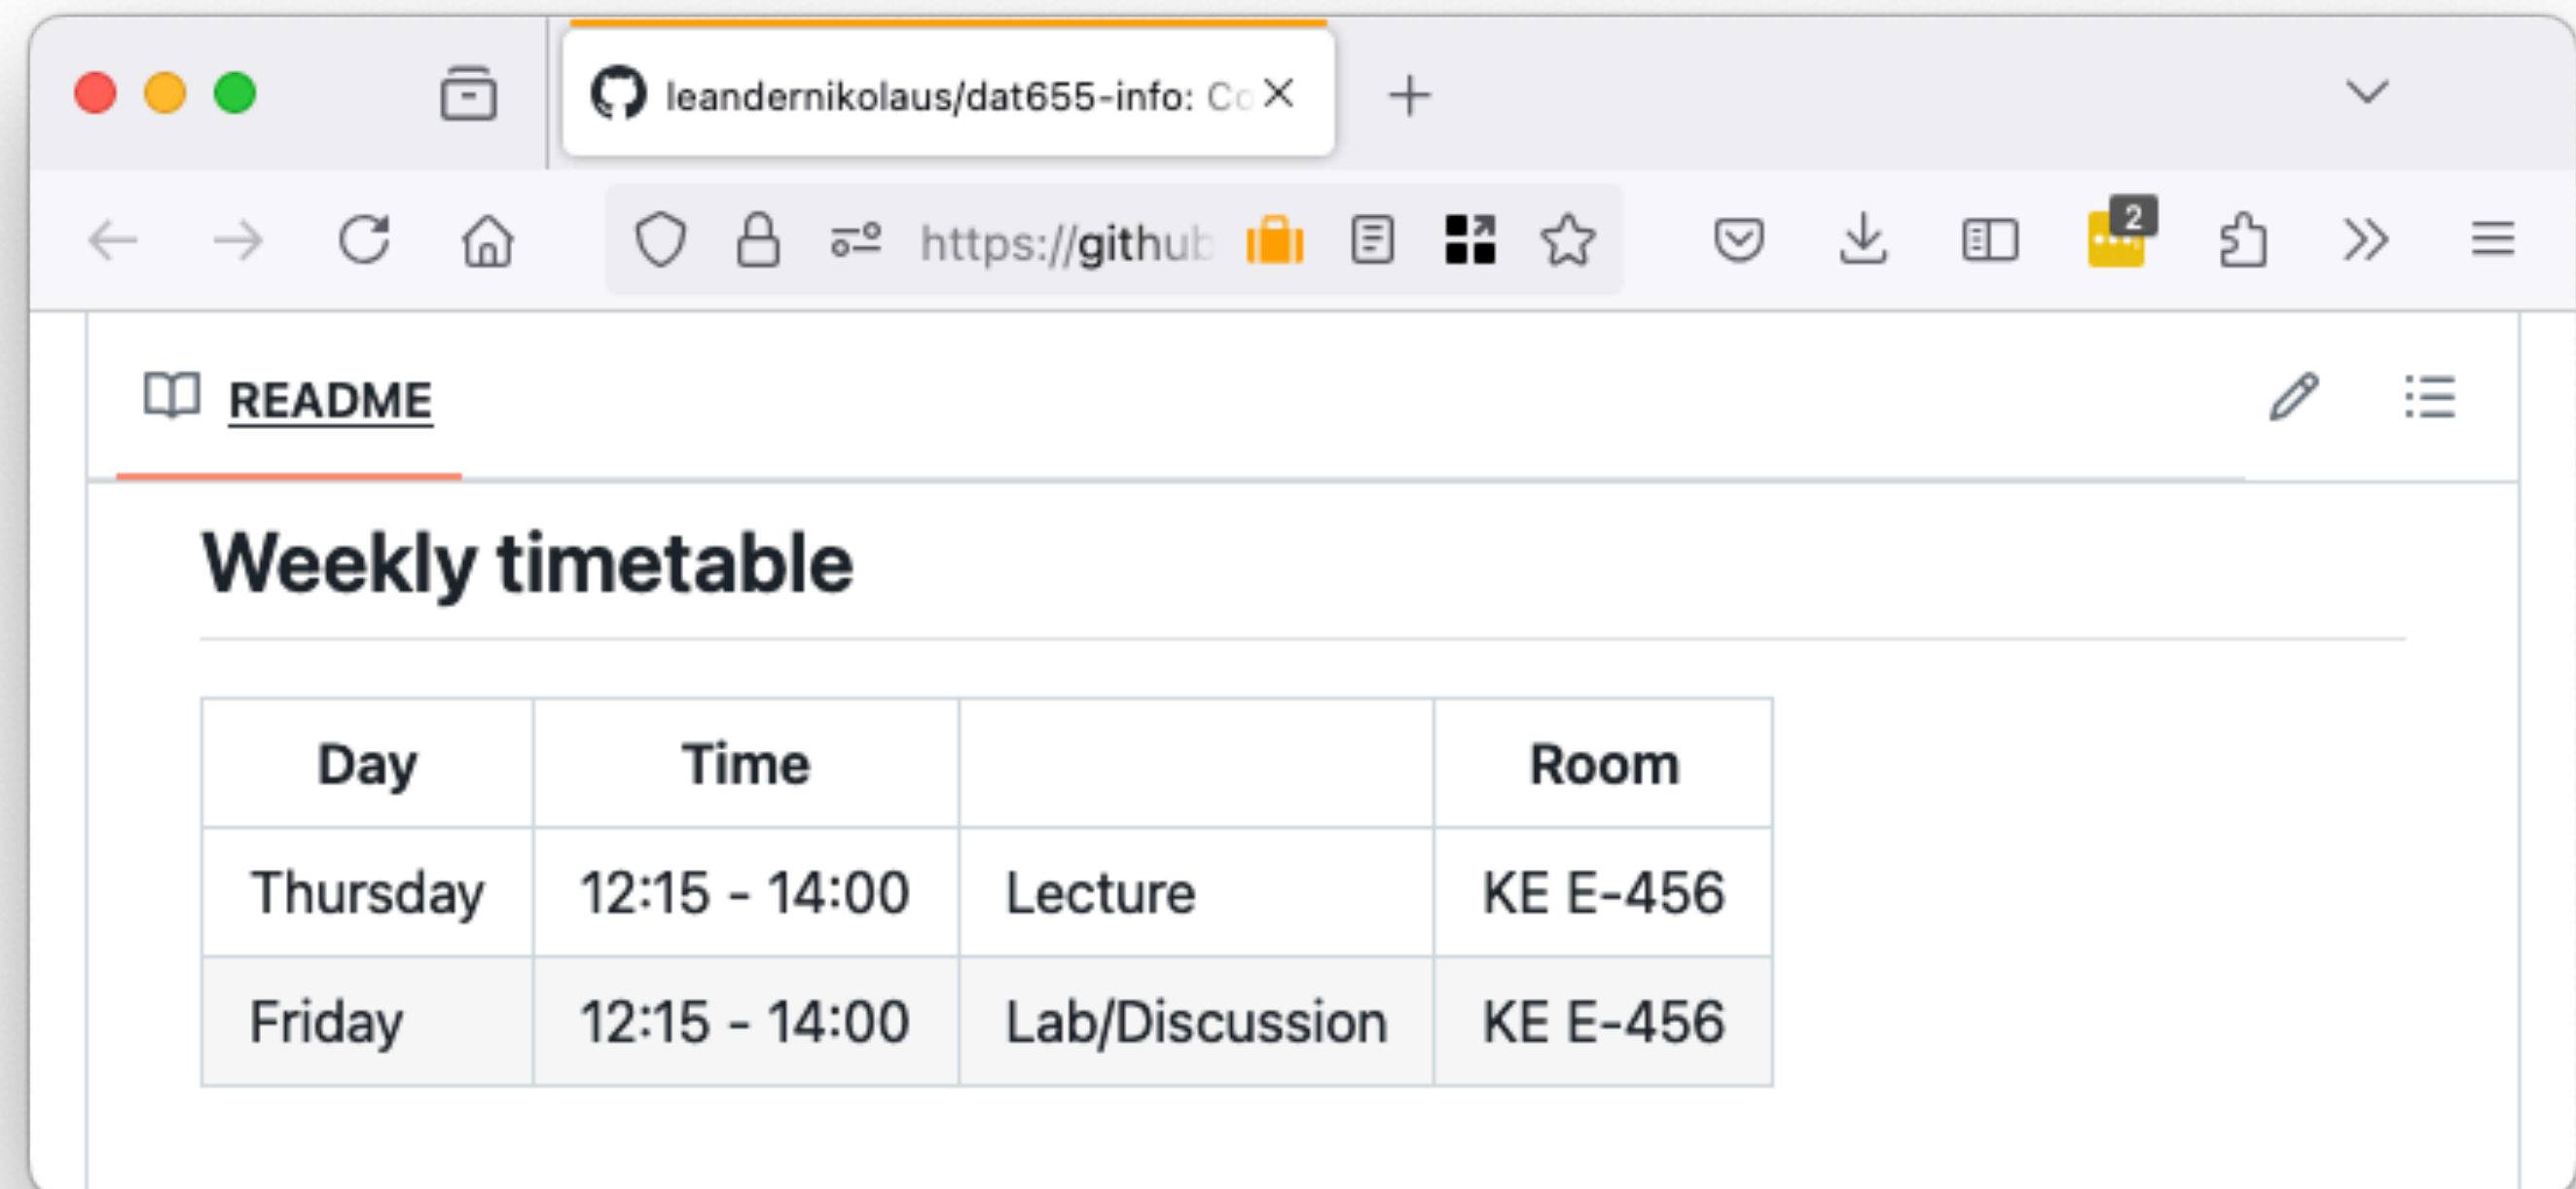 leandernikolaus/dat655-info: Co
https://github
2
README
Weekly timetable
Day Time Room
Thursday 12:15 - 14:00 Lecture KE E-456
Friday 12:15 - 14:00 Lab/Discussion KE E-456